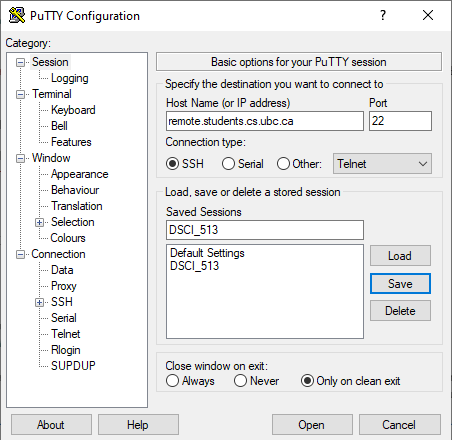 PuTTY Configuration
?
Category:
Session
Logging
Terminal
Keyboard
Bell
Features
Window
Appearance
Behaviour
Translation
Selection
Colours
Connection
Data
Proxy
SSH
Serial
Telnet
Rlogin
SUPDUP
Basic options for your PuTTY session
Specify the destination you want to connect to
Host Name (or IP address) Port
remote.students.cs.ubc.ca 22
Connection type:
SSH Serial Other: Telnet
Load, save or delete a stored session
Saved Sessions
DSCI_513
Default Settings
DSCI_513
Load
Save
Delete
Close window on exit:
Always Never Only on clean exit
About Help Open Cancel